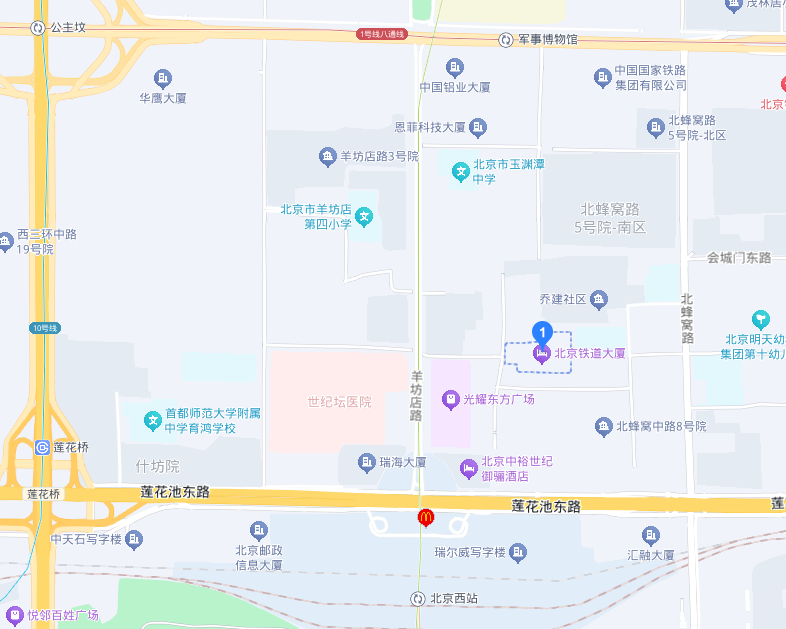 茂林居小
公主坟
1号线八通线
军事博物馆
中国铝业大厦
中国国家铁路
集团有限公司
华鹰大厦
北京
恩菲科技大厦
北蜂窝路
5号院-北区
羊坊店路3号院
北京市玉渊潭
中学
北京市羊坊店
第四小学
北蜂窝路
5号院-南区
西三环中路
19号院
会城门东路
乔建社区
北蜂窝路
10号线
1
北京铁道大厦
北京明天幼
集团第十幼儿
羊坊店路
世纪坛医院
光耀东方广场
首都师范大学附属
中学育鸿学校
北蜂窝中路8号院
莲花桥
什坊院
瑞海大厦
北京中裕世纪
御骊酒店
莲花桥
莲花池东路
莲花池东路
莲
中天石写字楼
北京邮政
信息大厦
瑞尔威写字楼
汇融大厦
北京西站
悦邻百姓广场